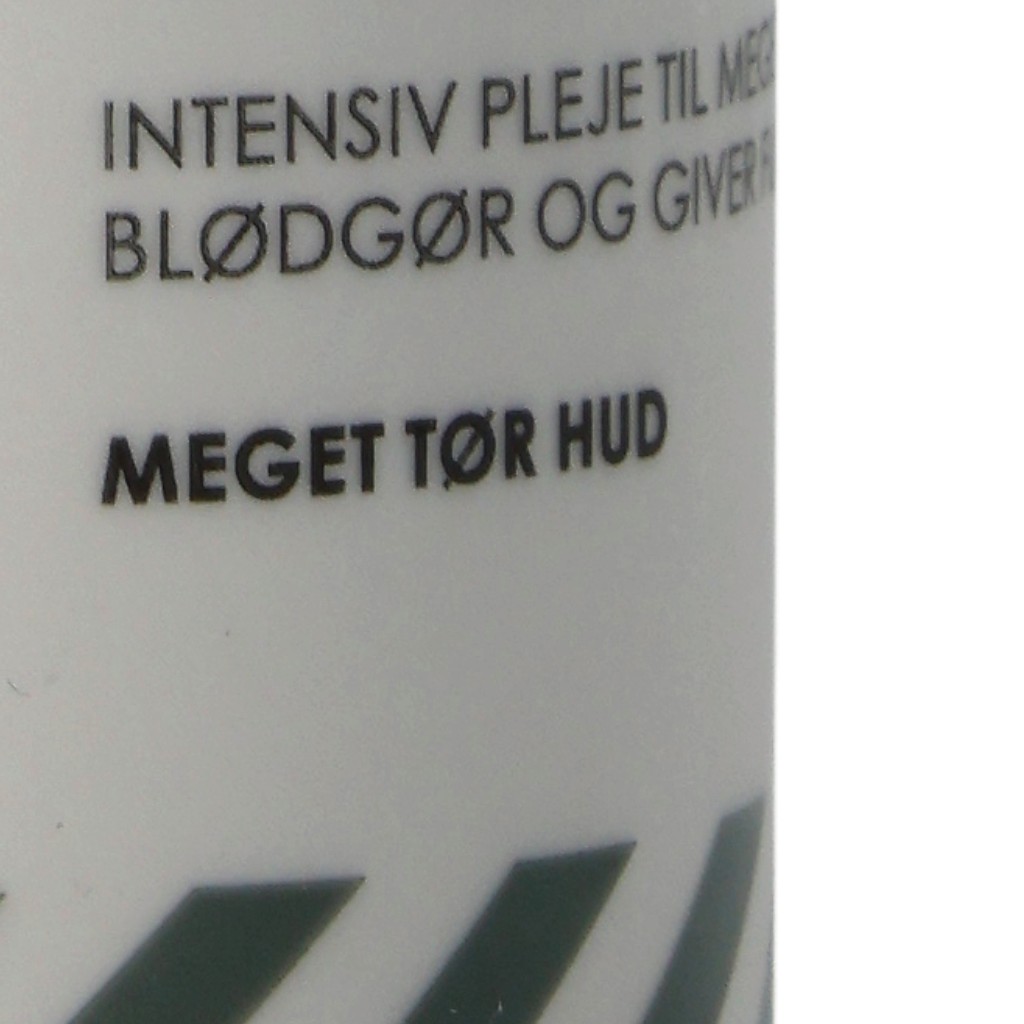 INTENSIV PLEJE TIL
BLØDGØR OG GIVER
MEGET TØR HUD